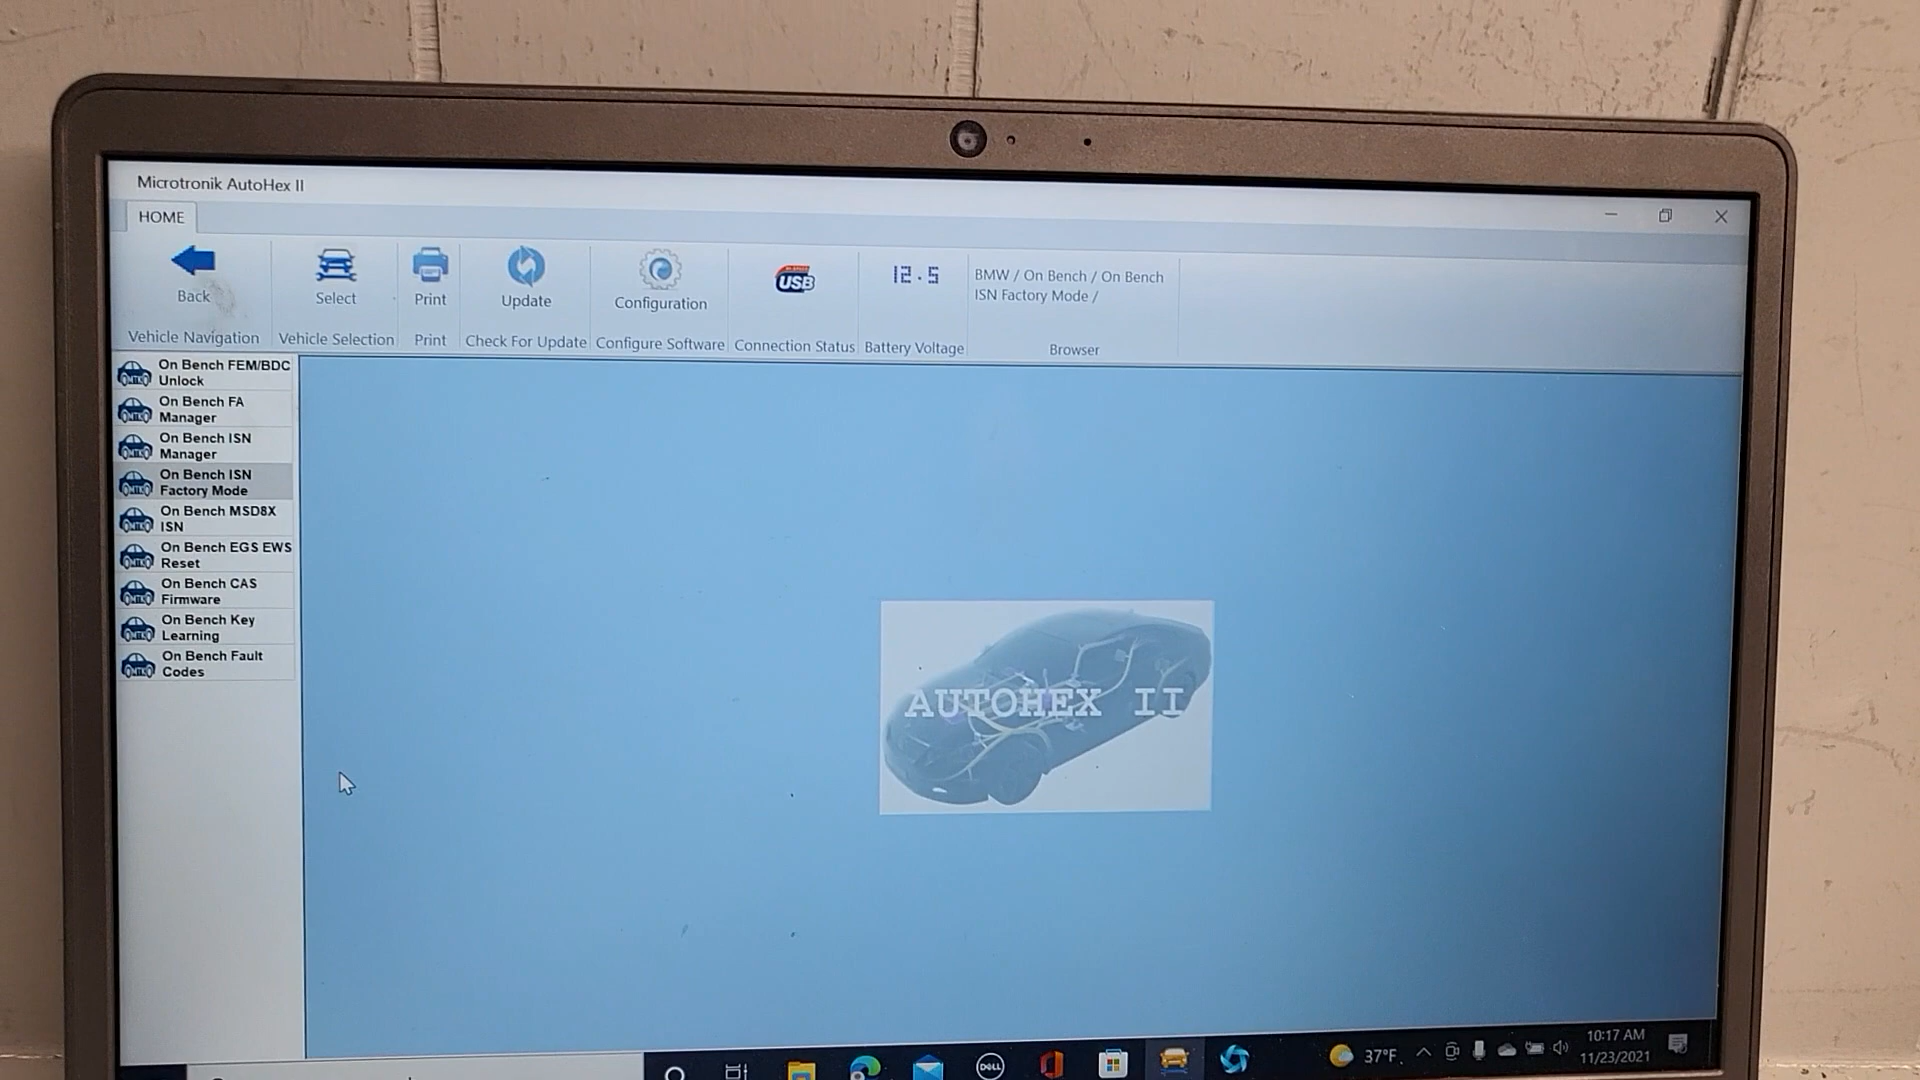 Microtronik AutoHex II
HOME
Back
Select
Print
Update
Configuration
USB
12.5
BMW / On Bench / On Bench
ISN Factory Mode /
Vehicle Navigation
Vehicle Selection
Print
Check For Update
Configure Software
Connection Status
Battery Voltage
Browser
On Bench FEM/BDC
Unlock
On Bench FA
Manager
On Bench ISN
Manager
On Bench ISN
Factory Mode
On Bench MSD8X
ISN
On Bench EGS EWS
Reset
On Bench CAS
Firmware
On Bench Key
Learning
On Bench Fault
Codes
AUTOHEX II
DELL
37°F
10:17 AM
11/23/2021